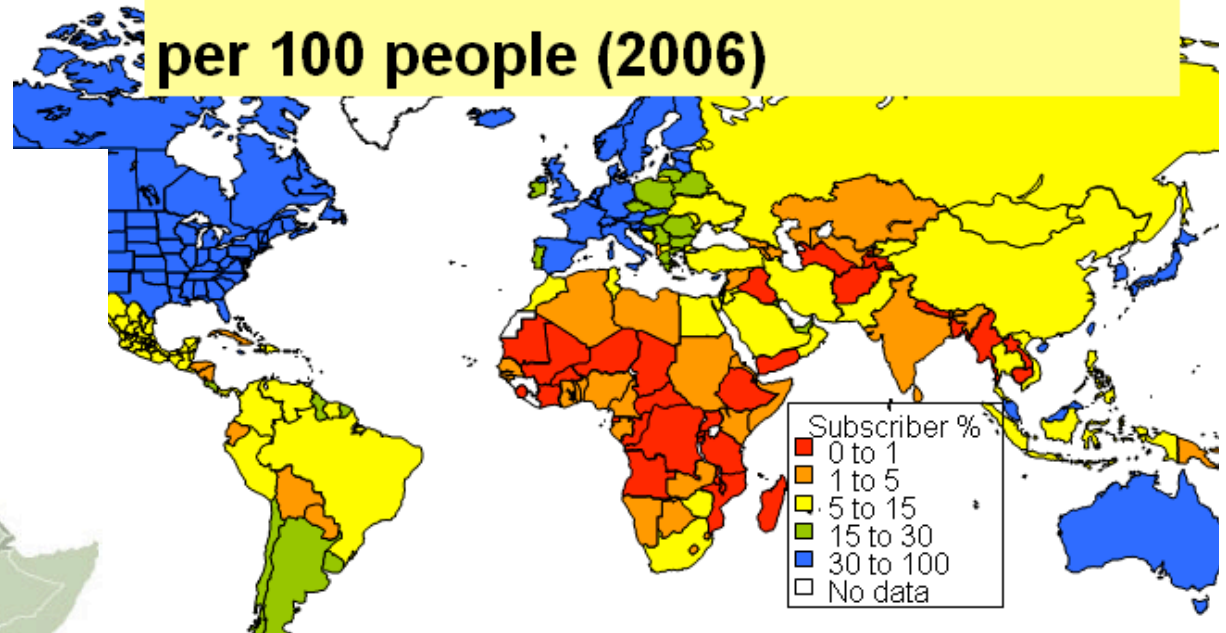 per 100 people (2006)
Subscriber %
0 to 1
1 to 5
5 to 15
15 to 30
30 to 100
No data